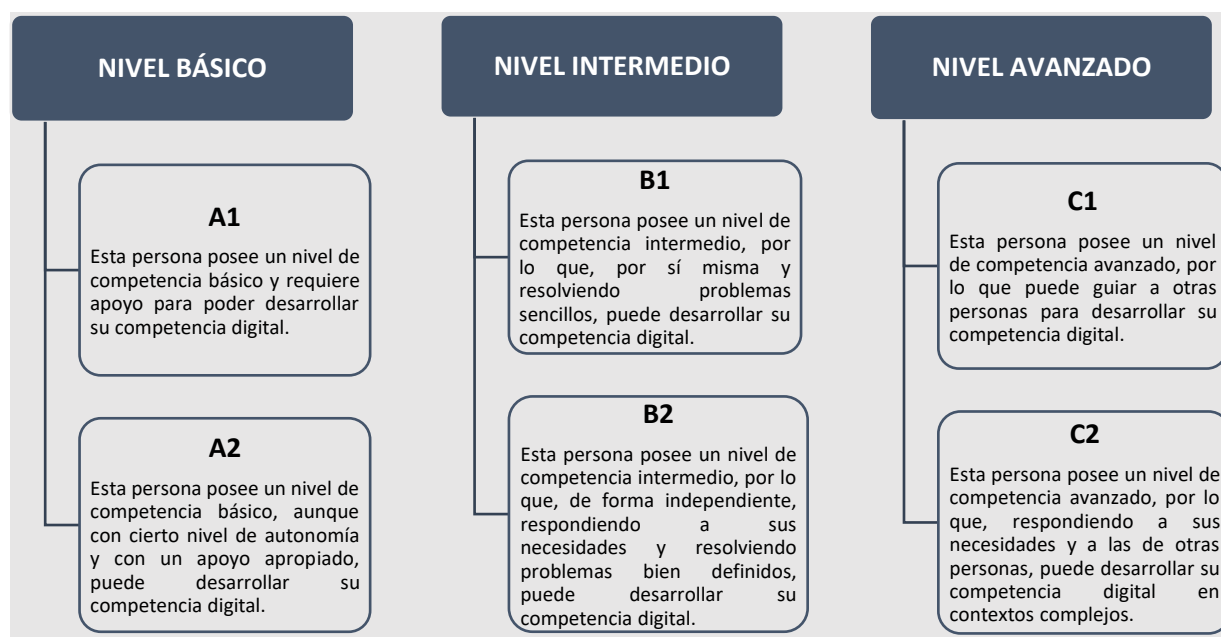 NIVEL BÁSICO
A1
Esta persona posee un nivel de
competencia básico y requiere
apoyo para poder desarrollar
su competencia digital.
A2
Esta persona posee un nivel de
competencia básico, aunque
con cierto nivel de autonomía
y con un apoyo apropiado,
puede desarrollar su
competencia digital.
NIVEL INTERMEDIO
B1
Esta persona posee un nivel de
competencia intermedio, por
lo que, por sí misma y
resolviendo problemas
sencillos, puede desarrollar su
competencia digital.
B2
Esta persona posee un nivel de
competencia intermedio, por lo
que, de forma independiente,
respondiendo a sus
necesidades y resolviendo
problemas bien definidos,
puede desarrollar su
competencia digital.
NIVEL AVANZADO
C1
Esta persona posee un nivel
de competencia avanzado, por
lo que puede guiar a otras
personas para desarrollar su
competencia digital.
C2
Esta persona posee un nivel de
competencia avanzado, por lo
que, respondiendo a sus
necesidades y a las de otras
personas, puede desarrollar su
competencia digital en
contextos complejos.